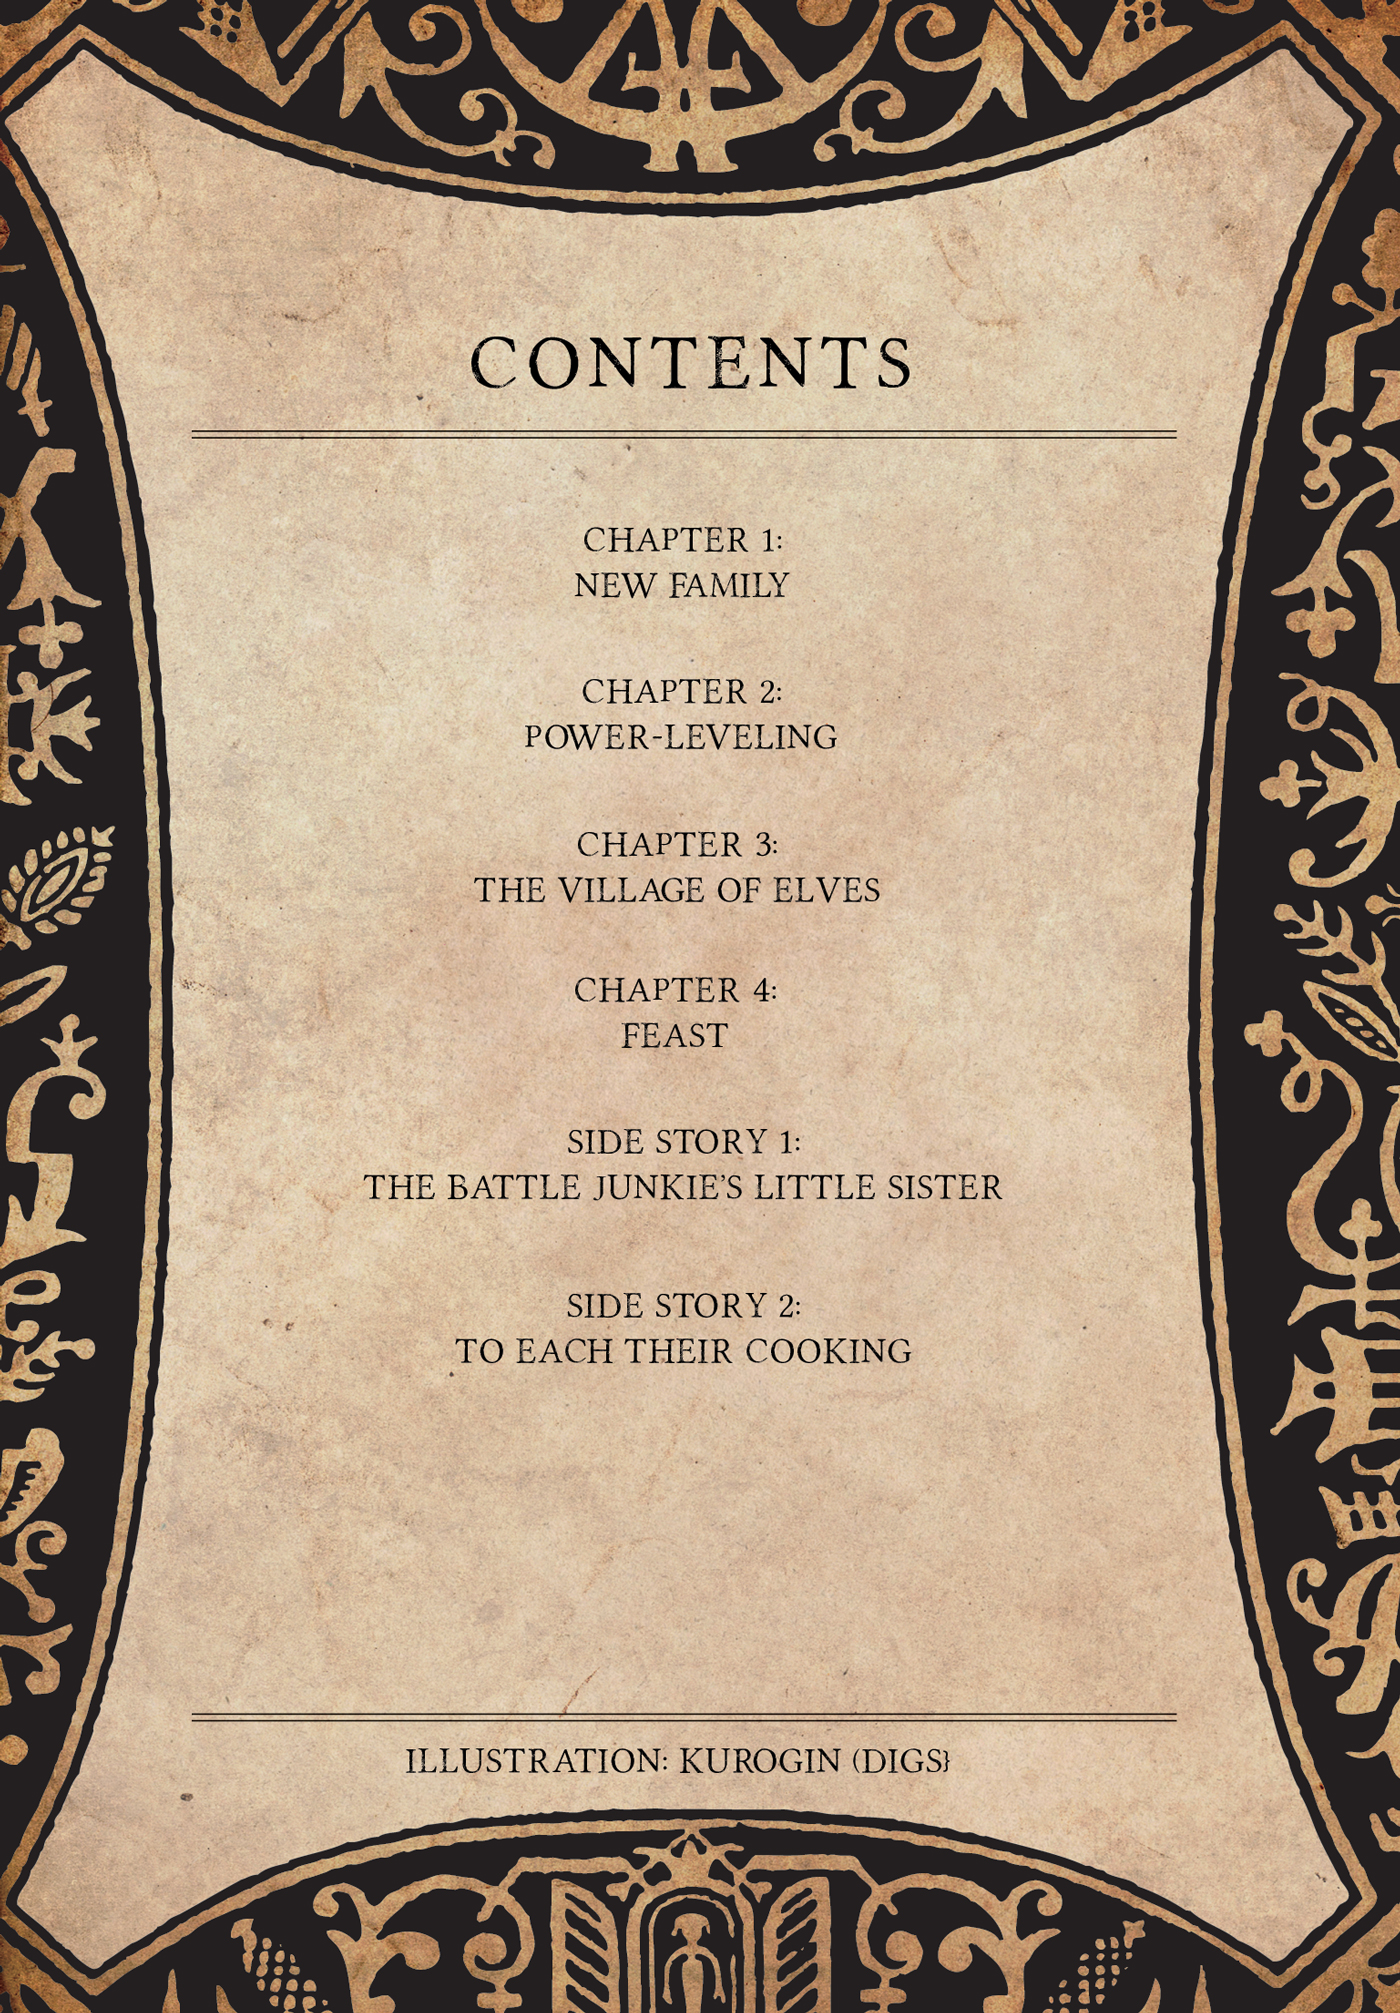 CONTENTS
CHAPTER 1:
NEW FAMILY
CHAPTER 2:
POWER-LEVELING
CHAPTER 3:
THE VILLAGE OF ELVES
CHAPTER 4:
FEAST
SIDE STORY 1:
THE BATTLE JUNKIE'S LITTLE SISTER
SIDE STORY 2:
TO EACH THEIR COOKING
ILLUSTRATION: KUROGIN (DIGS}